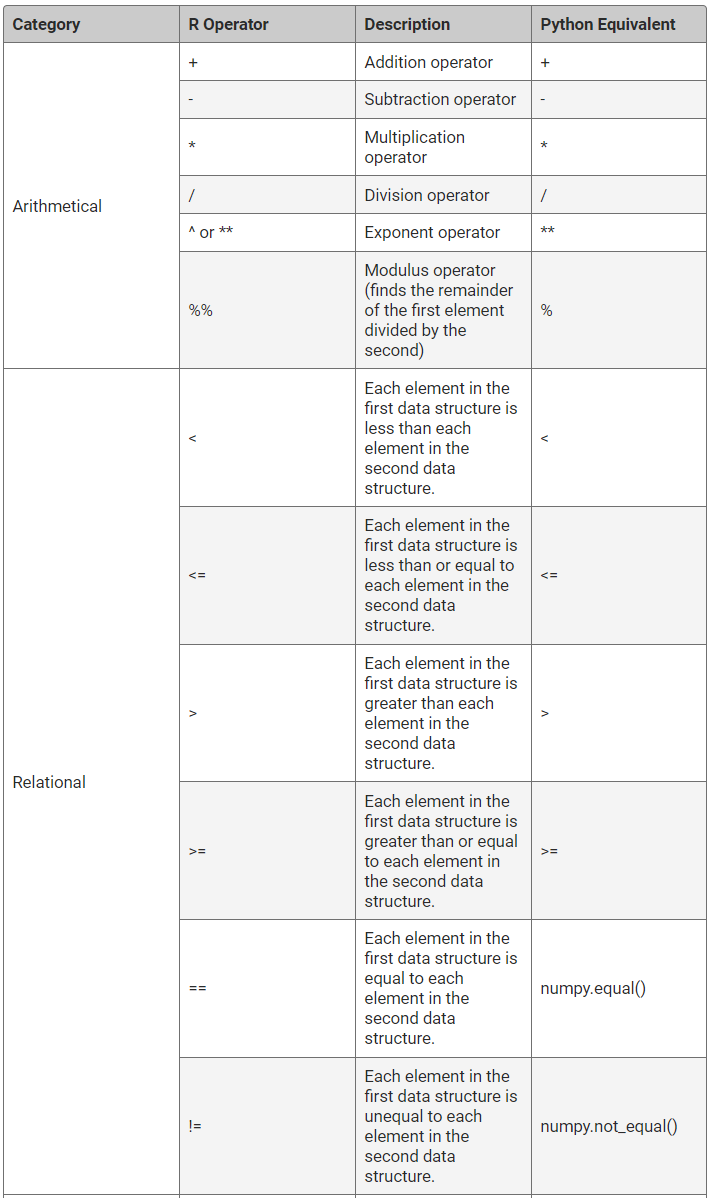 Category R Operator Description Python Equivalent
Arithmetical
+ Addition operator +
- Subtraction operator -
* Multiplication operator *
/ Division operator /
^ or ** Exponent operator **
%% Modulus operator %
(finds the remainder
of the first element
divided by the
second)
Relational
< Each element in the <
first data structure is
less than each
element in the
second data
structure.
<= Each element in the <=
first data structure is
less than or equal to
each element in the
second data
structure.
> Each element in the >
first data structure is
greater than each
element in the
second data
structure.
>= Each element in the >=
first data structure is
greater than or equal
to each element in
the second data
structure.
== Each element in the numpy.equal()
first data structure is
equal to each
element in the
second data
structure.
!= Each element in the numpy.not_equal()
first data structure is
unequal to each
element in the
second data
structure.